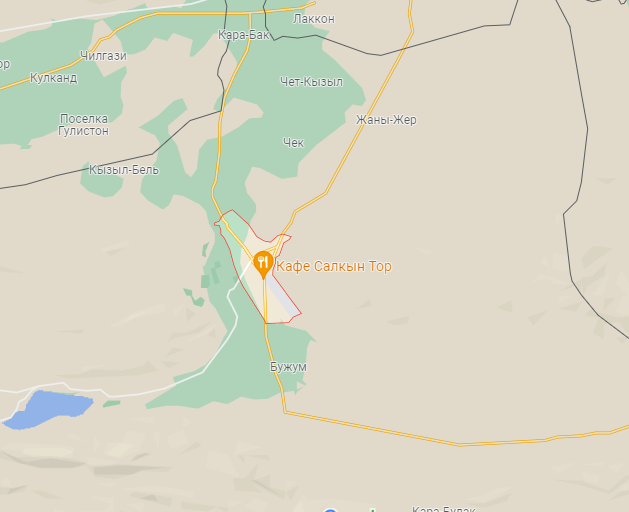 Лаккон
Кара-Бак
Чилгази
ор
Кулканд
Чет-Кызыл
Поселка
Гулистон
Жаны-Жер
Чек
Кызыл-Бель
Кафе Салкын Тор
Бужум
Кара Булак